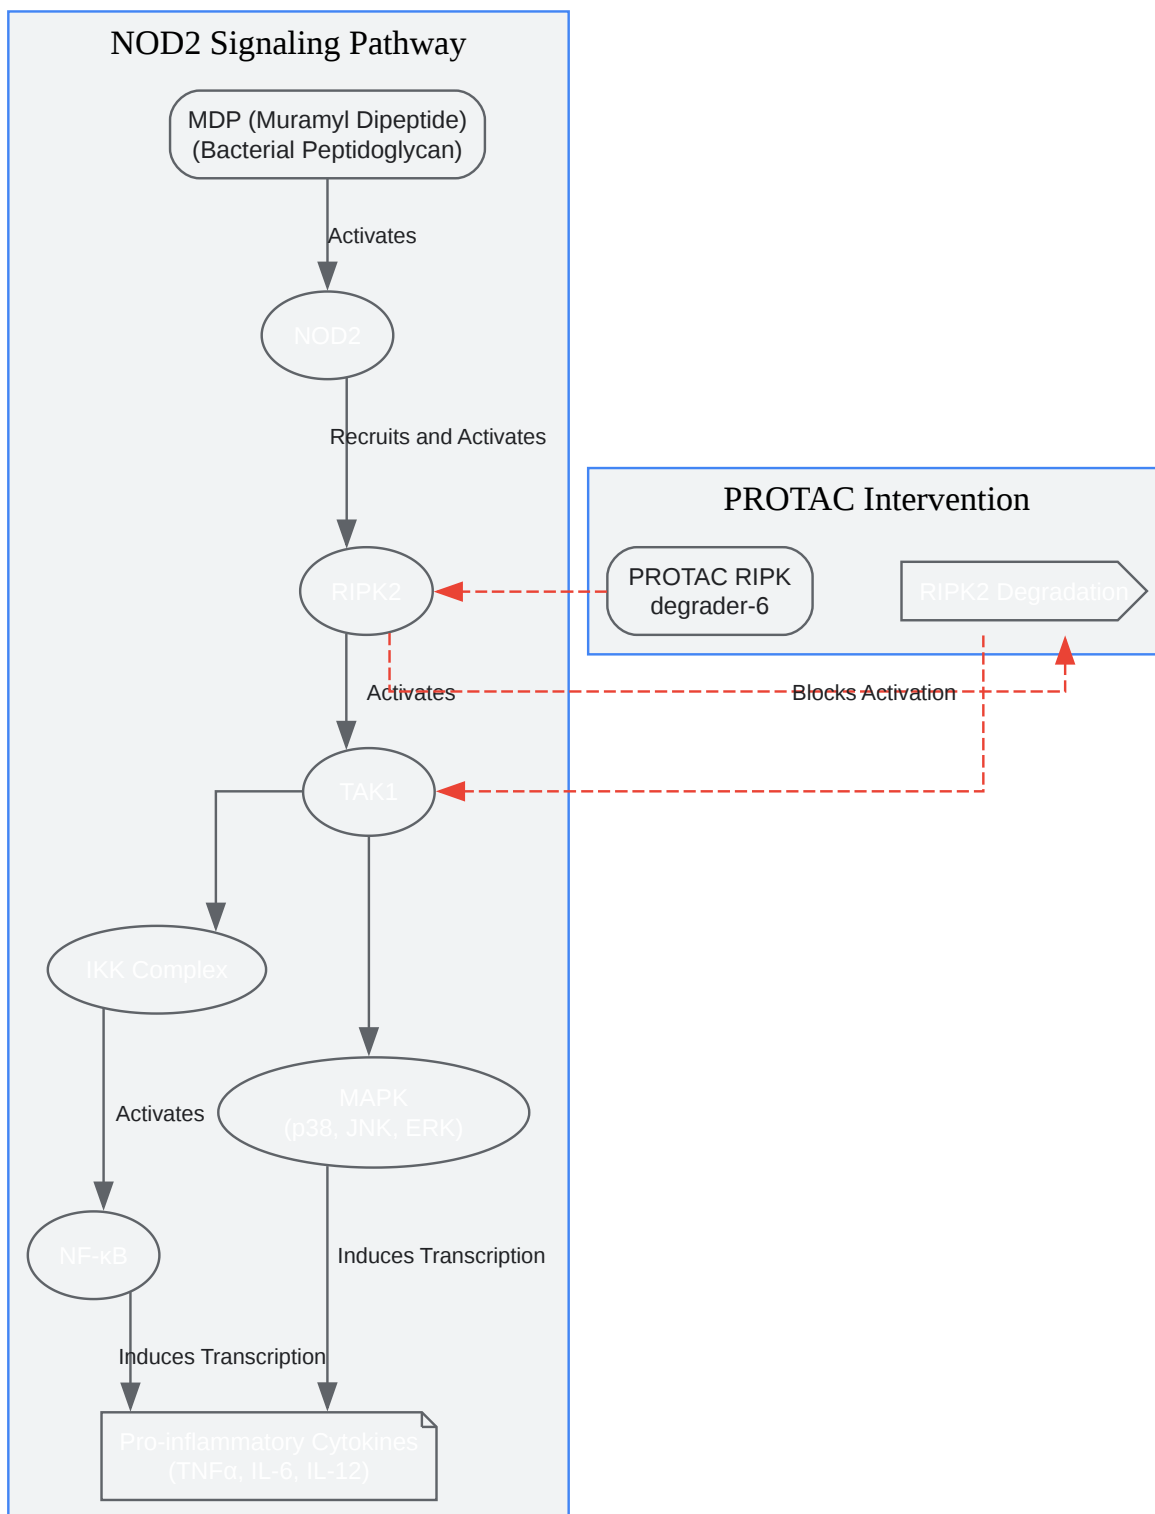 NOD2 Signaling Pathway
MDP (Muramyl Dipeptide)
(Bacterial Peptidoglycan)
Activates
NOD2
Recruits and Activates
PROTAC Intervention
RIPK2
PROTAC RIPK
degrader-6
RIPK2 Degradation
Activates
Blocks Activation
TAK1
IKK Complex
MAPK
(p38, JNK, ERK)
Activates
NF-κB
Induces Transcription
Induces Transcription
Pro-inflammatory Cytokines
(TNFα, IL-6, IL-12)